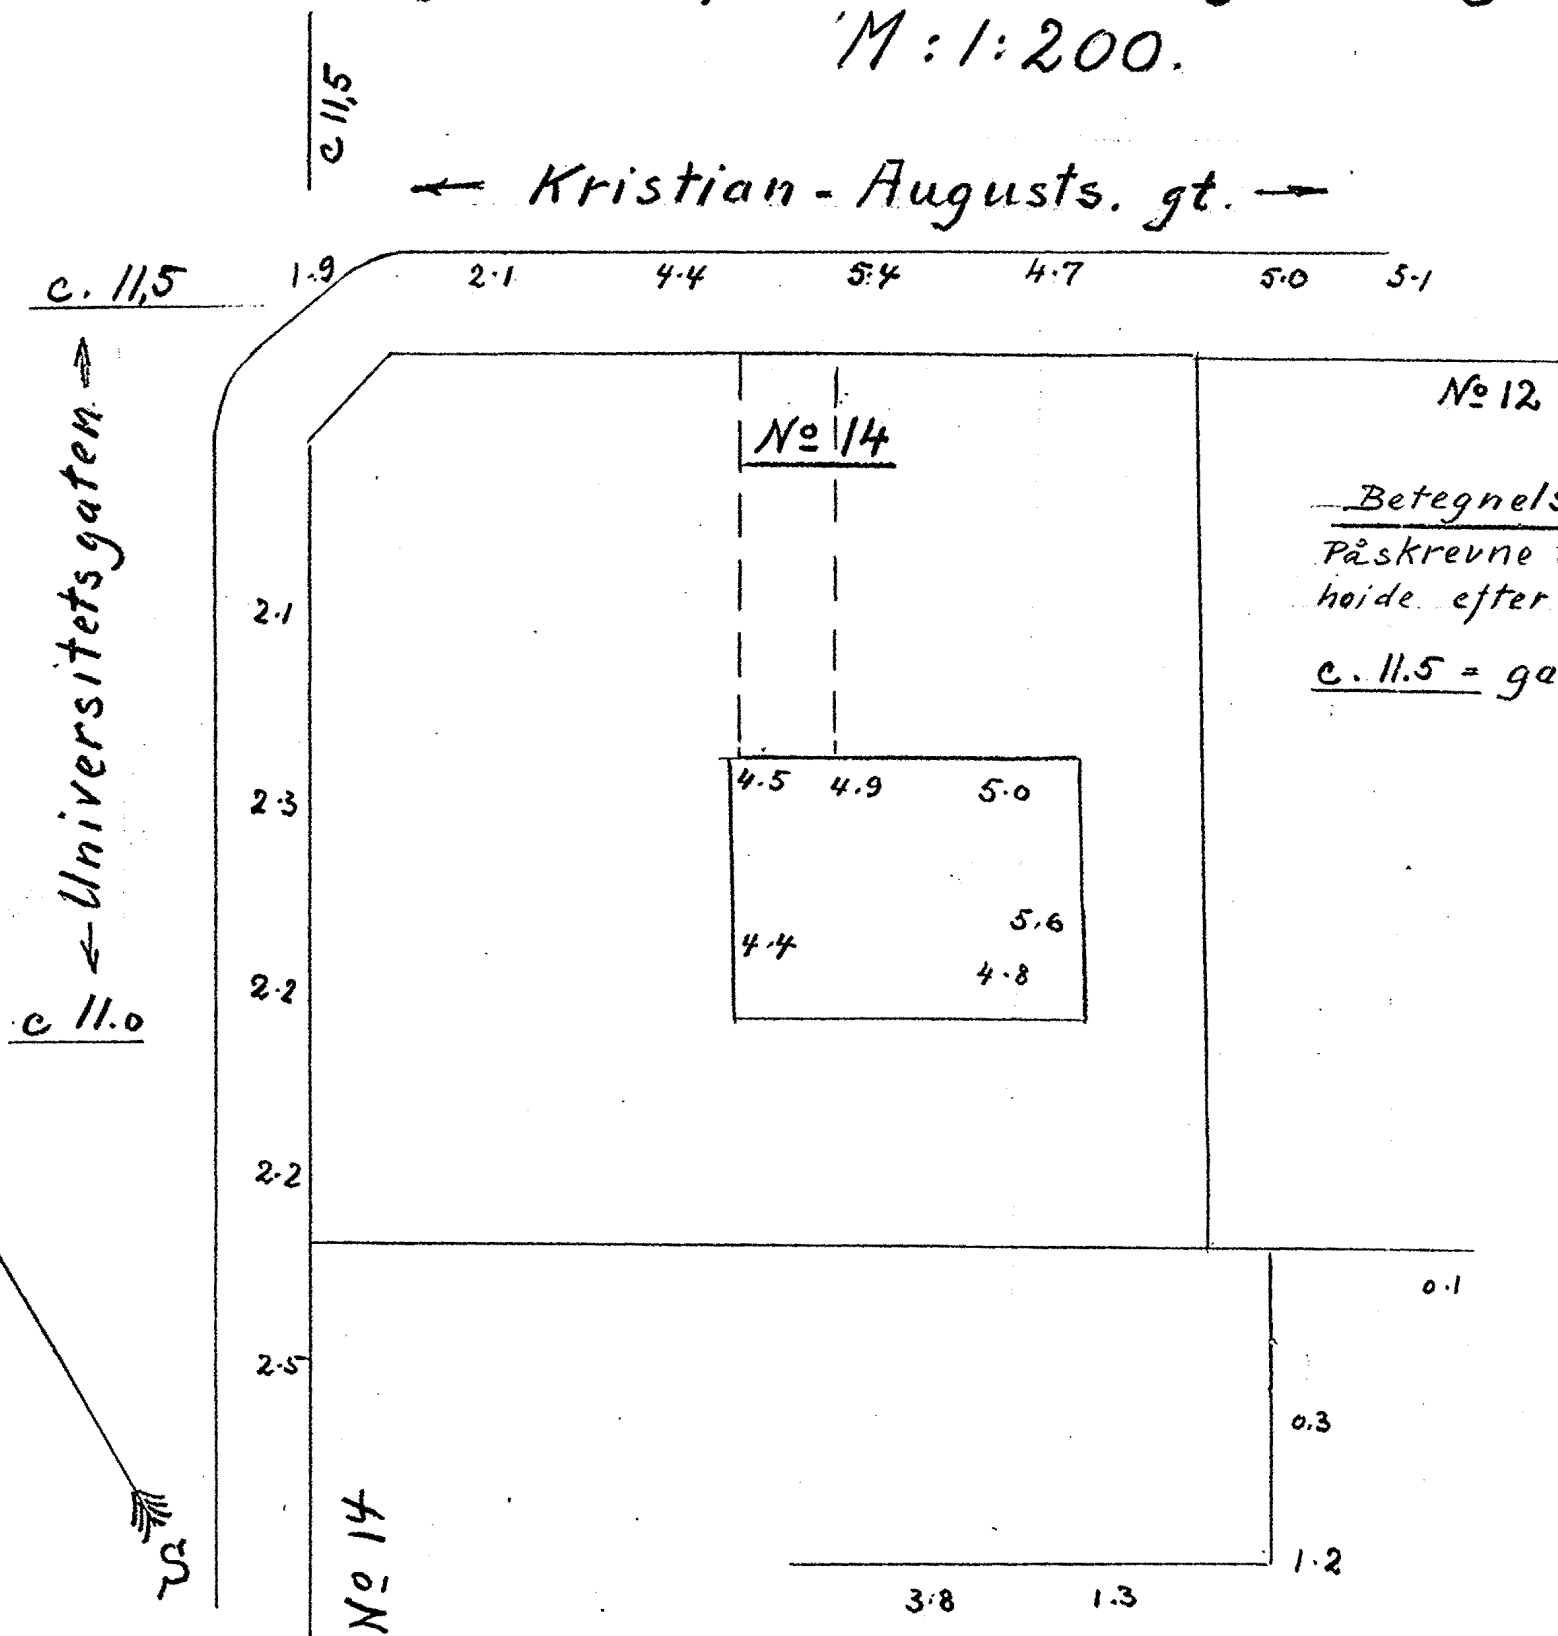 M : 1:200.
c 11,5
← Kristian - Augusts. gt. →
c. 11,5
1.9 2.1 4.4 5.4 4.7 5.0 5.1
← Universitetsgaten →
No 12
No 14
Betegnels
Påskrevne
hoide efter
c. 11.5 = ga
2.1
2.3
4.5 4.9 5.0
5.6
4.4
4.8
2.2
c 11.0
2.2
0.1
2.5
0.3
No 14
S
1.2
3.8 1.3